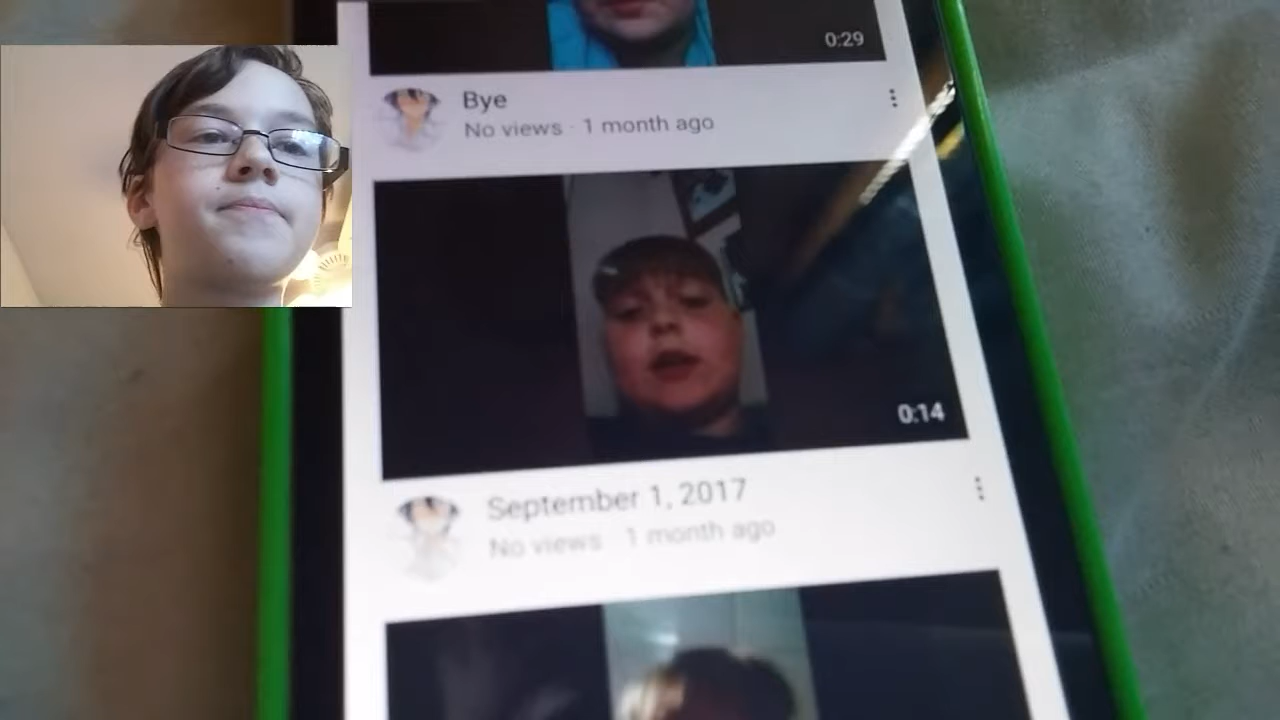 0:29
Bye
No views · 1 month ago
0:14
September 1, 2017
No views 1 month ago